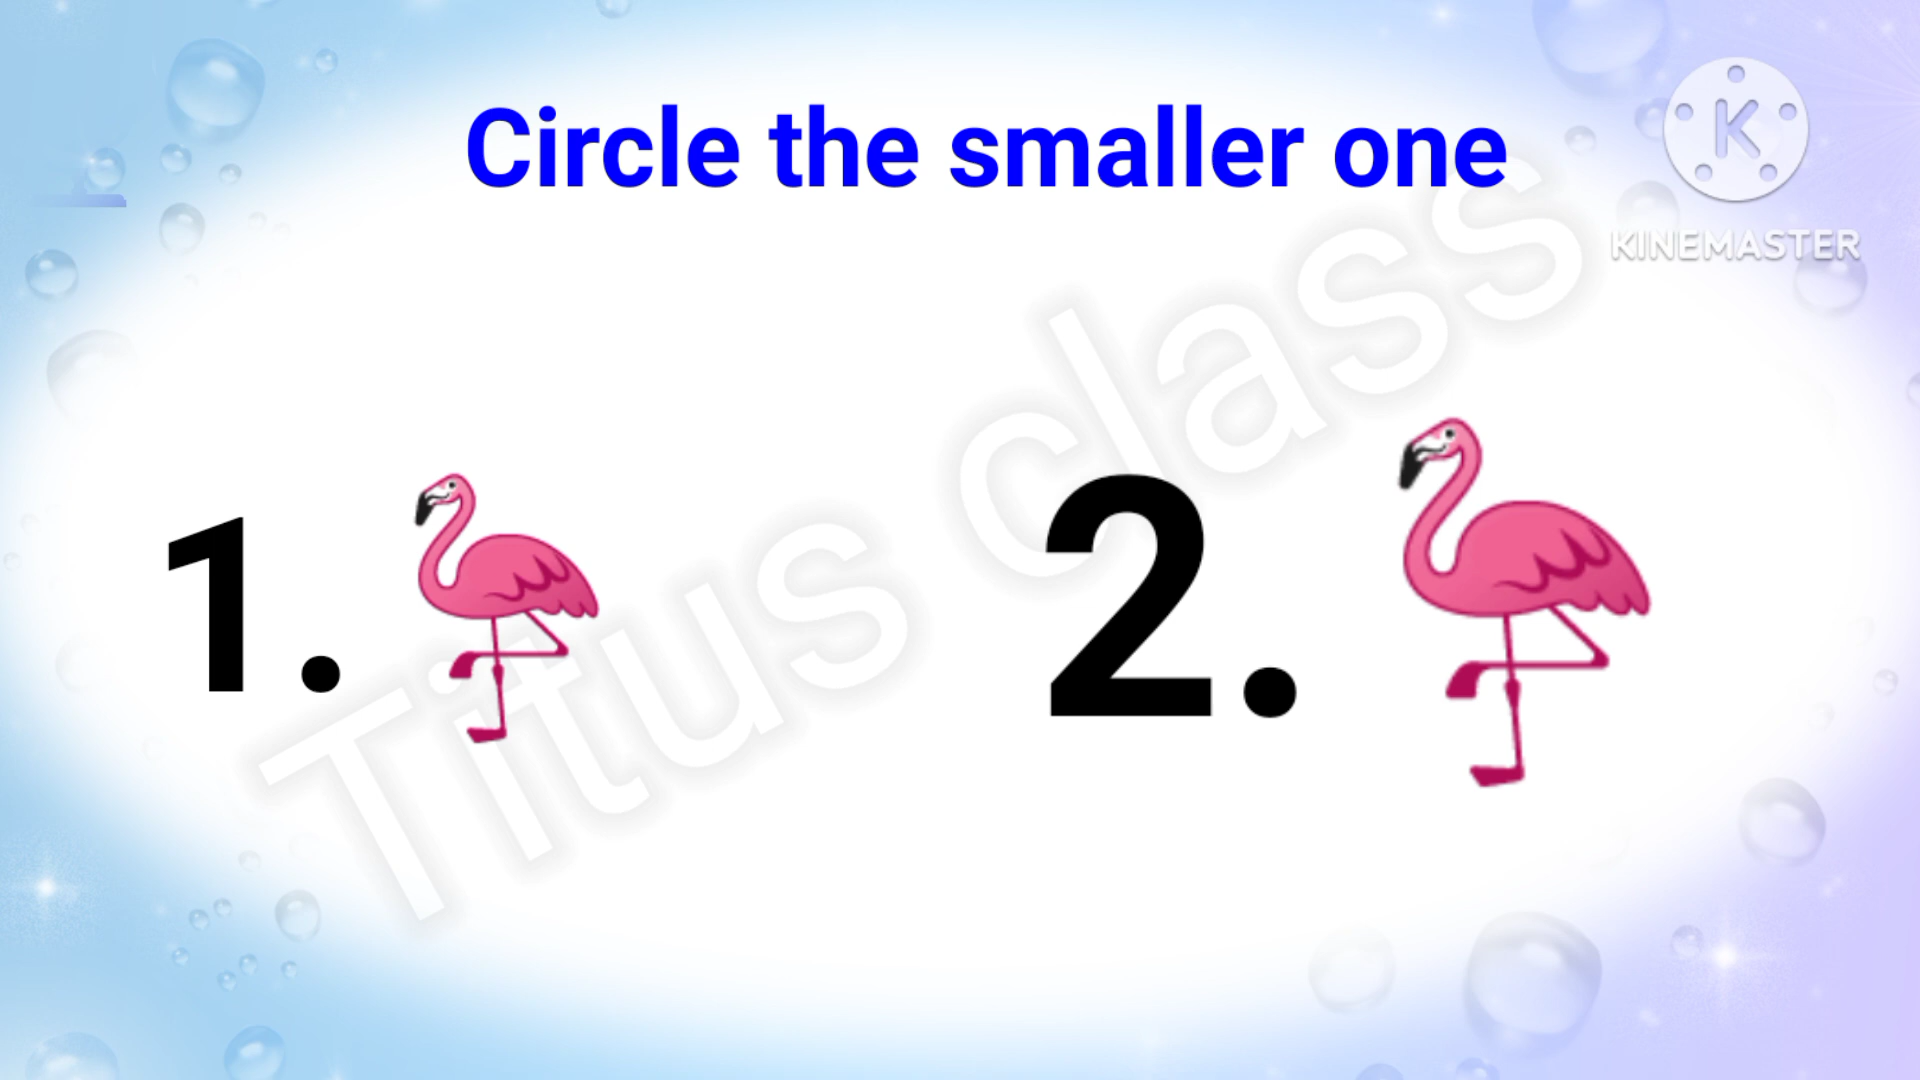 Circle the smaller one
K
KINEMASTER
1.
2.
Titus class